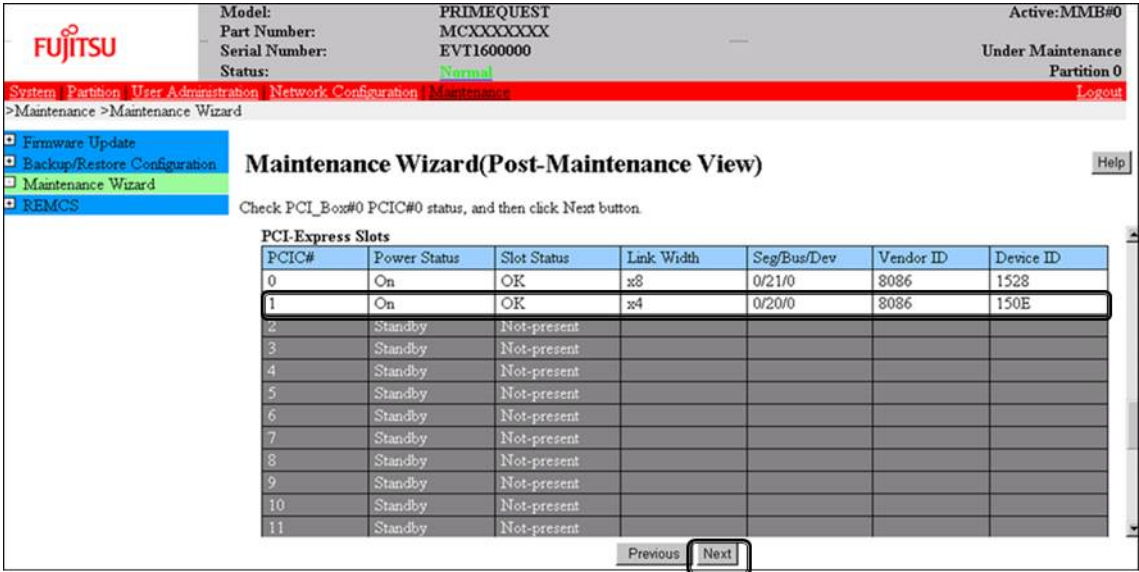 FUJITSU
Model: PRIMEQUEST Active:MMB#0
Part Number: MCXXXXXXX
Serial Number: EVT1600000 Under Maintenance
Status: Normal Partition 0
System | Partition | User Administration | Network Configuration | Maintenance Logout
>Maintenance >Maintenance Wizard
Firmware Update
Backup/Restore Configuration
Maintenance Wizard
REMCS
Maintenance Wizard(Post-Maintenance View) Help
Check PCI_Box#0 PCIC#0 status, and then click Next button.
PCI-Express Slots
PCIC# Power Status Slot Status Link Width Seg/Bus/Dev Vendor ID Device ID
0 On OK x8 0/21/0 8086 1528
1 On OK x4 0/20/0 8086 150E
2 Standby Not-present
3 Standby Not-present
4 Standby Not-present
5 Standby Not-present
6 Standby Not-present
7 Standby Not-present
8 Standby Not-present
9 Standby Not-present
10 Standby Not-present
11 Standby Not-present
Previous Next